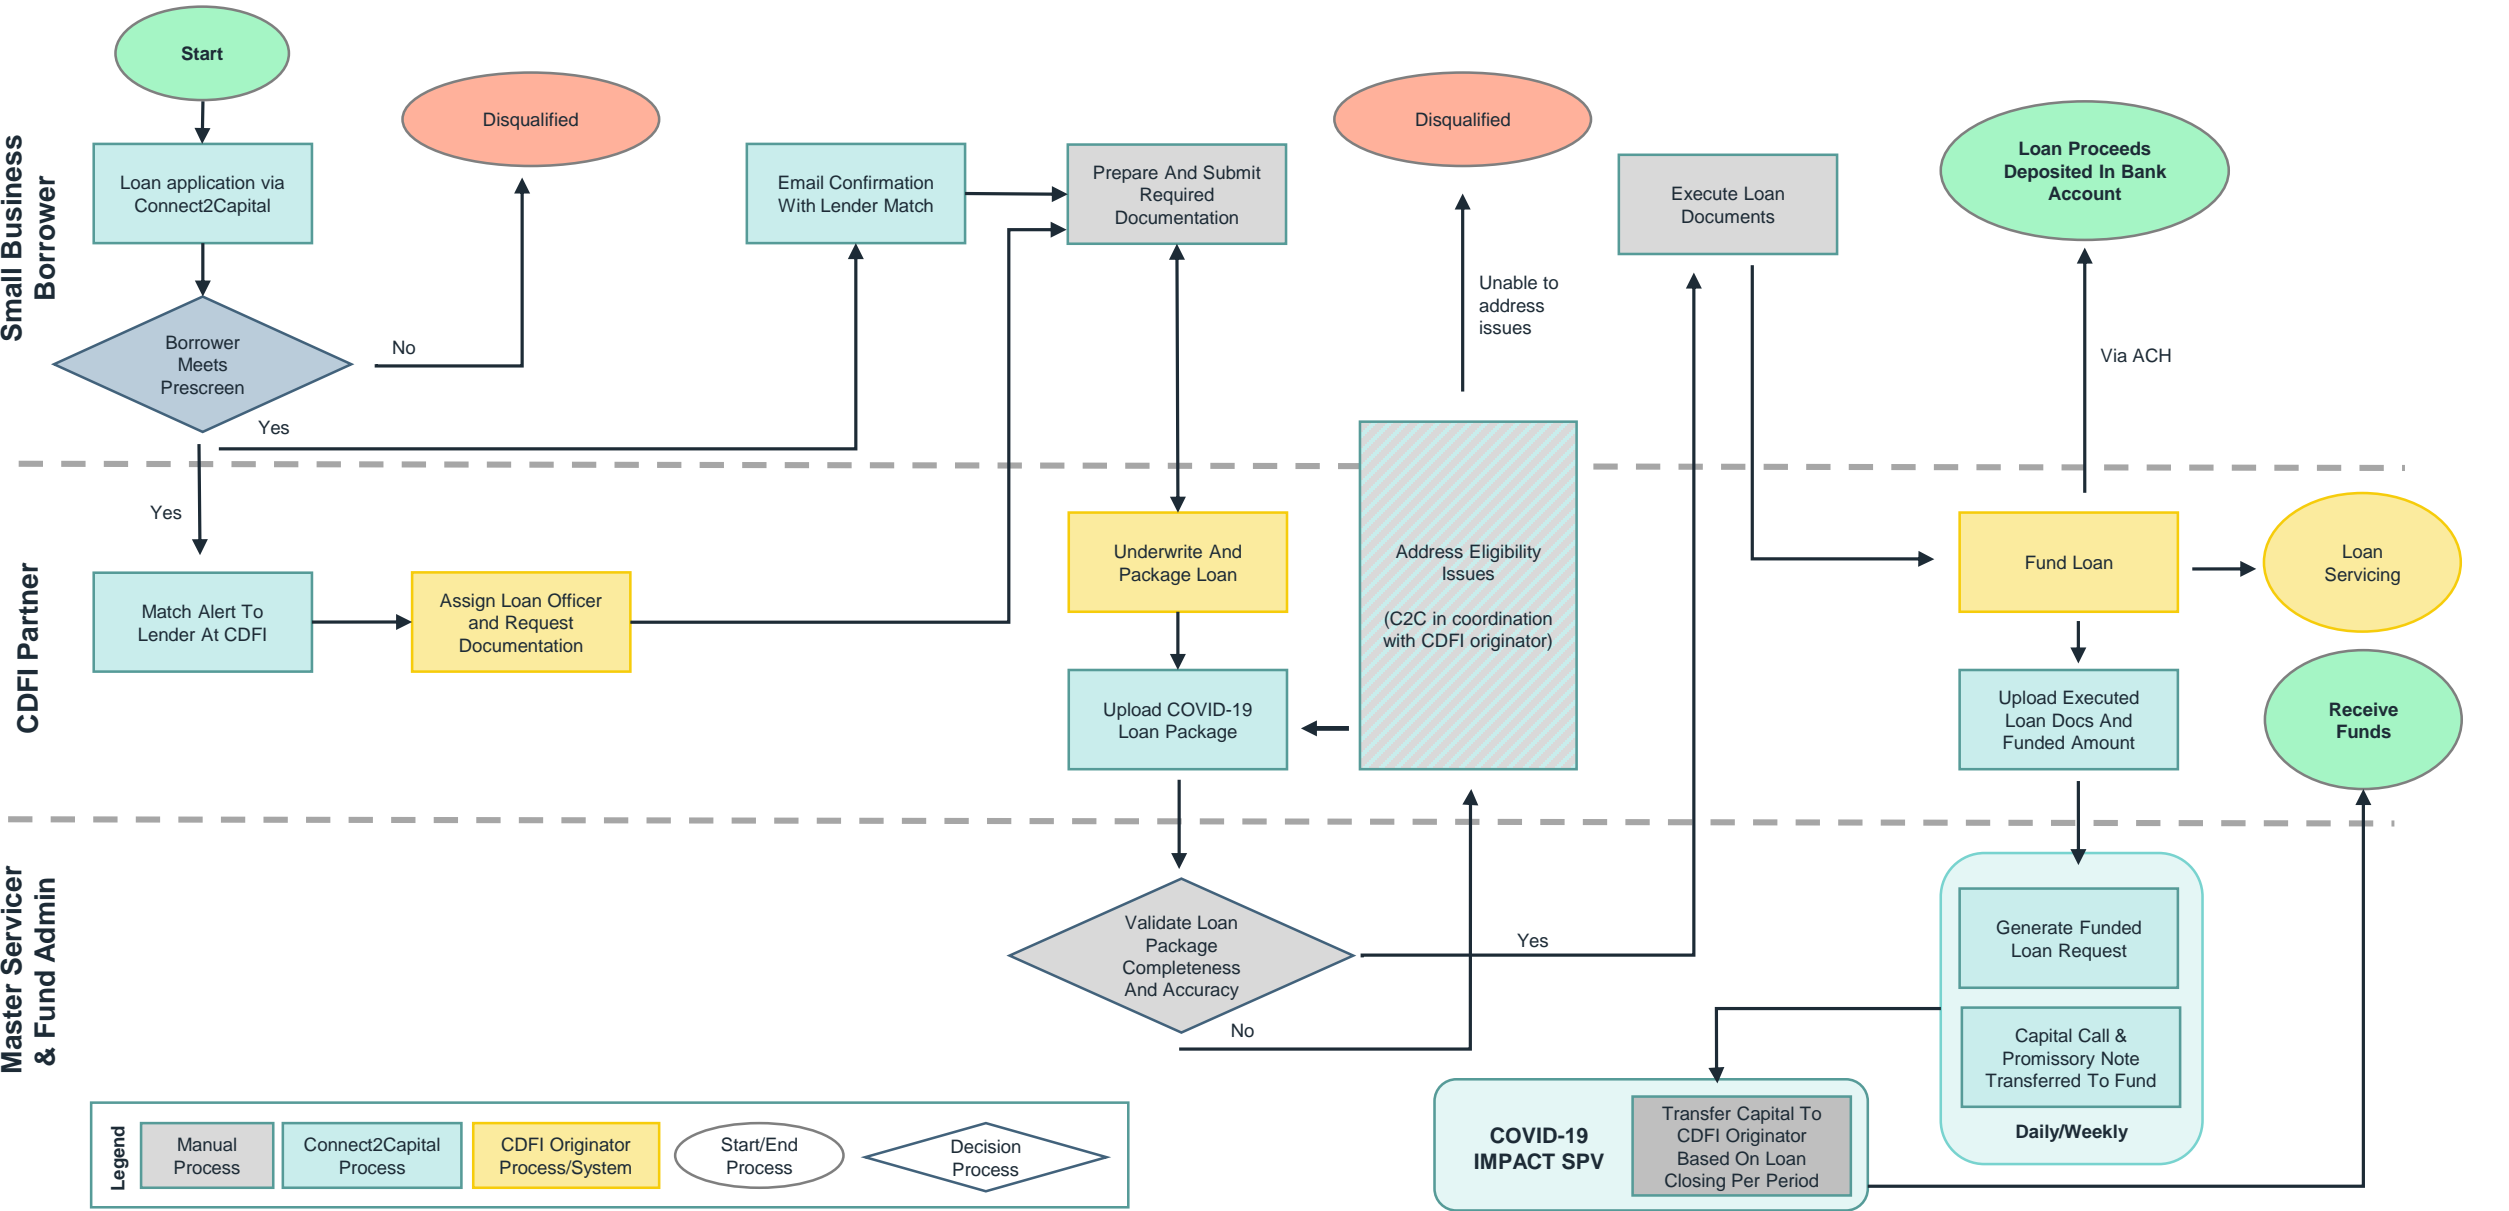 Start
Disqualified
Disqualified
Small Business
Borrower
Loan application via
Connect2Capital
Email Confirmation
With Lender Match
Prepare And Submit
Required
Documentation
Execute Loan
Documents
Loan Proceeds
Deposited In Bank
Account
Unable to
address
issues
Borrower
Meets
Prescreen
No
Yes
Via ACH
Yes
CDFI Partner
Match Alert To
Lender At CDFI
Assign Loan Officer
and Request
Documentation
Underwrite And
Package Loan
Address Eligibility
Issues
(C2C in coordination
with CDFI originator)
Fund Loan
Loan
Servicing
Upload COVID-19
Loan Package
Upload Executed
Loan Docs And
Funded Amount
Receive
Funds
Master Servicer
& Fund Admin
Validate Loan
Package
Completeness
And Accuracy
Yes
No
Generate Funded
Loan Request
Capital Call &
Promissory Note
Transferred To Fund
Daily/Weekly
COVID-19
IMPACT SPV
Transfer Capital To
CDFI Originator
Based On Loan
Closing Per Period
Legend
Manual
Process
Connect2Capital
Process
CDFI Originator
Process/System
Start/End
Process
Decision
Process